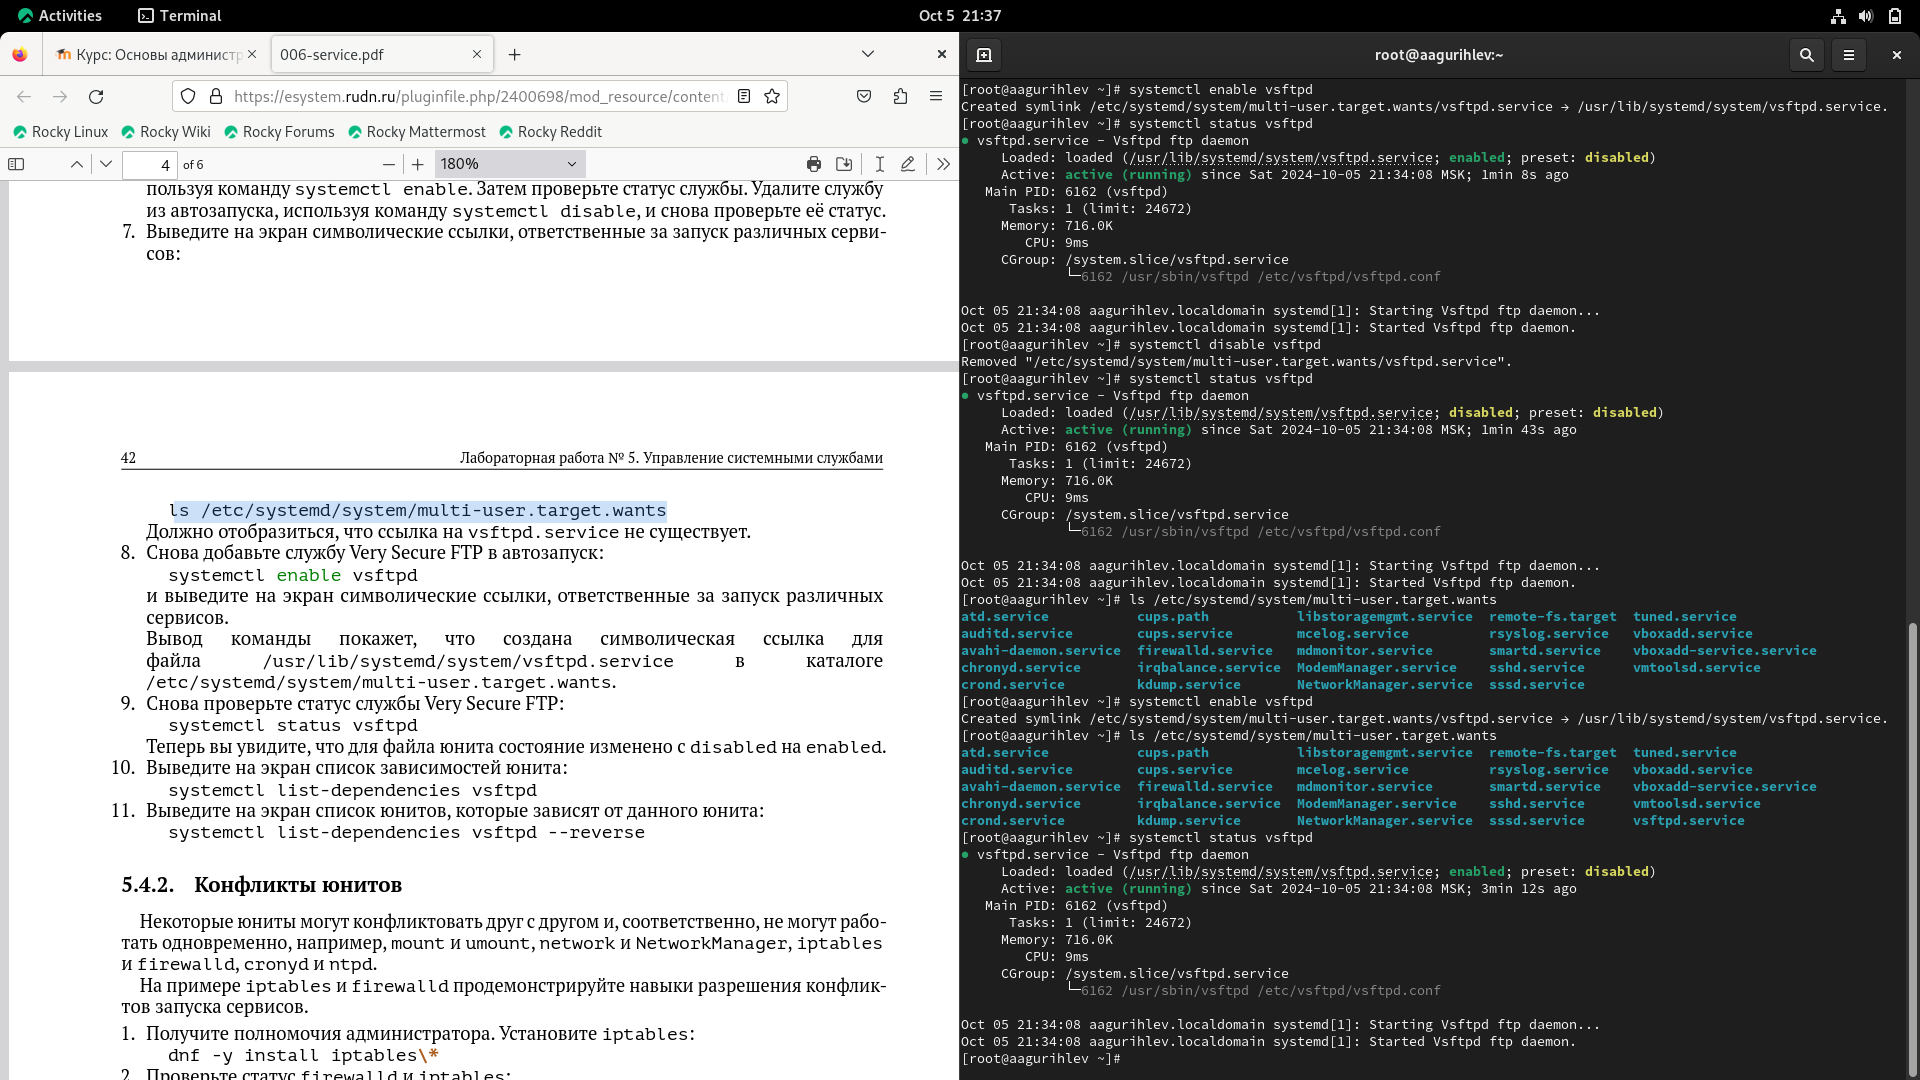 Activities
Terminal
Oct 5 21:37
Курс: Основы администр
006-service.pdf
https://esystem.rudn.ru/pluginfile.php/2400698/mod_resource/content
Rocky Linux
Rocky Wiki
Rocky Forums
Rocky Mattermost
Rocky Reddit
4
of 6
180%
пользуя команду systemctl enable. Затем проверьте статус службы. Удалите службу
из автозапуска, используя команду systemctl disable, и снова проверьте её статус.
7. Выведите на экран символические ссылки, ответственные за запуск различных серви-
сов:
42
Лабораторная работа № 5. Управление системными службами
ls /etc/systemd/system/multi-user.target.wants
Должно отобразиться, что ссылка на vsftpd.service не существует.
8. Снова добавьте службу Very Secure FTP в автозапуск:
systemctl enable vsftpd
и выведите на экран символические ссылки, ответственные за запуск различных
сервисов.
Вывод команды покажет, что создана символическая ссылка для
файла /usr/lib/systemd/system/vsftpd.service в каталоге
/etc/systemd/system/multi-user.target.wants.
9. Снова проверьте статус службы Very Secure FTP:
systemctl status vsftpd
Теперь вы увидите, что для файла юнита состояние изменено с disabled на enabled.
10. Выведите на экран список зависимостей юнита:
systemctl list-dependencies vsftpd
11. Выведите на экран список юнитов, которые зависят от данного юнита:
systemctl list-dependencies vsftpd --reverse
5.4.2. Конфликты юнитов
Некоторые юниты могут конфликтовать друг с другом и, соответственно, не могут рабо-
тать одновременно, например, mount и umount, network и NetworkManager, iptables
и firewalld, cronyd и ntpd.
На примере iptables и firewalld продемонстрируйте навыки разрешения конфлик-
тов запуска сервисов.
1. Получите полномочия администратора. Установите iptables:
dnf -y install iptables\*
2. Проверьте статус firewalld и iptables:
root@aagurihlev:~
[root@aagurihlev ~]# systemctl enable vsftpd
Created symlink /etc/systemd/system/multi-user.target.wants/vsftpd.service → /usr/lib/systemd/system/vsftpd.service.
[root@aagurihlev ~]# systemctl status vsftpd
● vsftpd.service - Vsftpd ftp daemon
Loaded: loaded (/usr/lib/systemd/system/vsftpd.service; enabled; preset: disabled)
Active: active (running) since Sat 2024-10-05 21:34:08 MSK; 1min 8s ago
Main PID: 6162 (vsftpd)
Tasks: 1 (limit: 24672)
Memory: 716.0K
CPU: 9ms
CGroup: /system.slice/vsftpd.service
└─6162 /usr/sbin/vsftpd /etc/vsftpd/vsftpd.conf
Oct 05 21:34:08 aagurihlev.localdomain systemd[1]: Starting Vsftpd ftp daemon...
Oct 05 21:34:08 aagurihlev.localdomain systemd[1]: Started Vsftpd ftp daemon.
[root@aagurihlev ~]# systemctl disable vsftpd
Removed "/etc/systemd/system/multi-user.target.wants/vsftpd.service".
[root@aagurihlev ~]# systemctl status vsftpd
● vsftpd.service - Vsftpd ftp daemon
Loaded: loaded (/usr/lib/systemd/system/vsftpd.service; disabled; preset: disabled)
Active: active (running) since Sat 2024-10-05 21:34:08 MSK; 1min 43s ago
Main PID: 6162 (vsftpd)
Tasks: 1 (limit: 24672)
Memory: 716.0K
CPU: 9ms
CGroup: /system.slice/vsftpd.service
└─6162 /usr/sbin/vsftpd /etc/vsftpd/vsftpd.conf
Oct 05 21:34:08 aagurihlev.localdomain systemd[1]: Starting Vsftpd ftp daemon...
Oct 05 21:34:08 aagurihlev.localdomain systemd[1]: Started Vsftpd ftp daemon.
[root@aagurihlev ~]# ls /etc/systemd/system/multi-user.target.wants
atd.service cups.path libstoragemgmt.service remote-fs.target tuned.service
auditd.service cups.service mcelog.service rsyslog.service vboxadd.service
avahi-daemon.service firewalld.service mdmonitor.service smartd.service vboxadd-service.service
chronyd.service irqbalance.service ModemManager.service sshd.service vmtoolsd.service
crond.service kdump.service NetworkManager.service sssd.service
[root@aagurihlev ~]# systemctl enable vsftpd
Created symlink /etc/systemd/system/multi-user.target.wants/vsftpd.service → /usr/lib/systemd/system/vsftpd.service.
[root@aagurihlev ~]# ls /etc/systemd/system/multi-user.target.wants
atd.service cups.path libstoragemgmt.service remote-fs.target tuned.service
auditd.service cups.service mcelog.service rsyslog.service vboxadd.service
avahi-daemon.service firewalld.service mdmonitor.service smartd.service vboxadd-service.service
chronyd.service irqbalance.service ModemManager.service sshd.service vmtoolsd.service
crond.service kdump.service NetworkManager.service sssd.service vsftpd.service
[root@aagurihlev ~]# systemctl status vsftpd
● vsftpd.service - Vsftpd ftp daemon
Loaded: loaded (/usr/lib/systemd/system/vsftpd.service; enabled; preset: disabled)
Active: active (running) since Sat 2024-10-05 21:34:08 MSK; 3min 12s ago
Main PID: 6162 (vsftpd)
Tasks: 1 (limit: 24672)
Memory: 716.0K
CPU: 9ms
CGroup: /system.slice/vsftpd.service
└─6162 /usr/sbin/vsftpd /etc/vsftpd/vsftpd.conf
Oct 05 21:34:08 aagurihlev.localdomain systemd[1]: Starting Vsftpd ftp daemon...
Oct 05 21:34:08 aagurihlev.localdomain systemd[1]: Started Vsftpd ftp daemon.
[root@aagurihlev ~]#